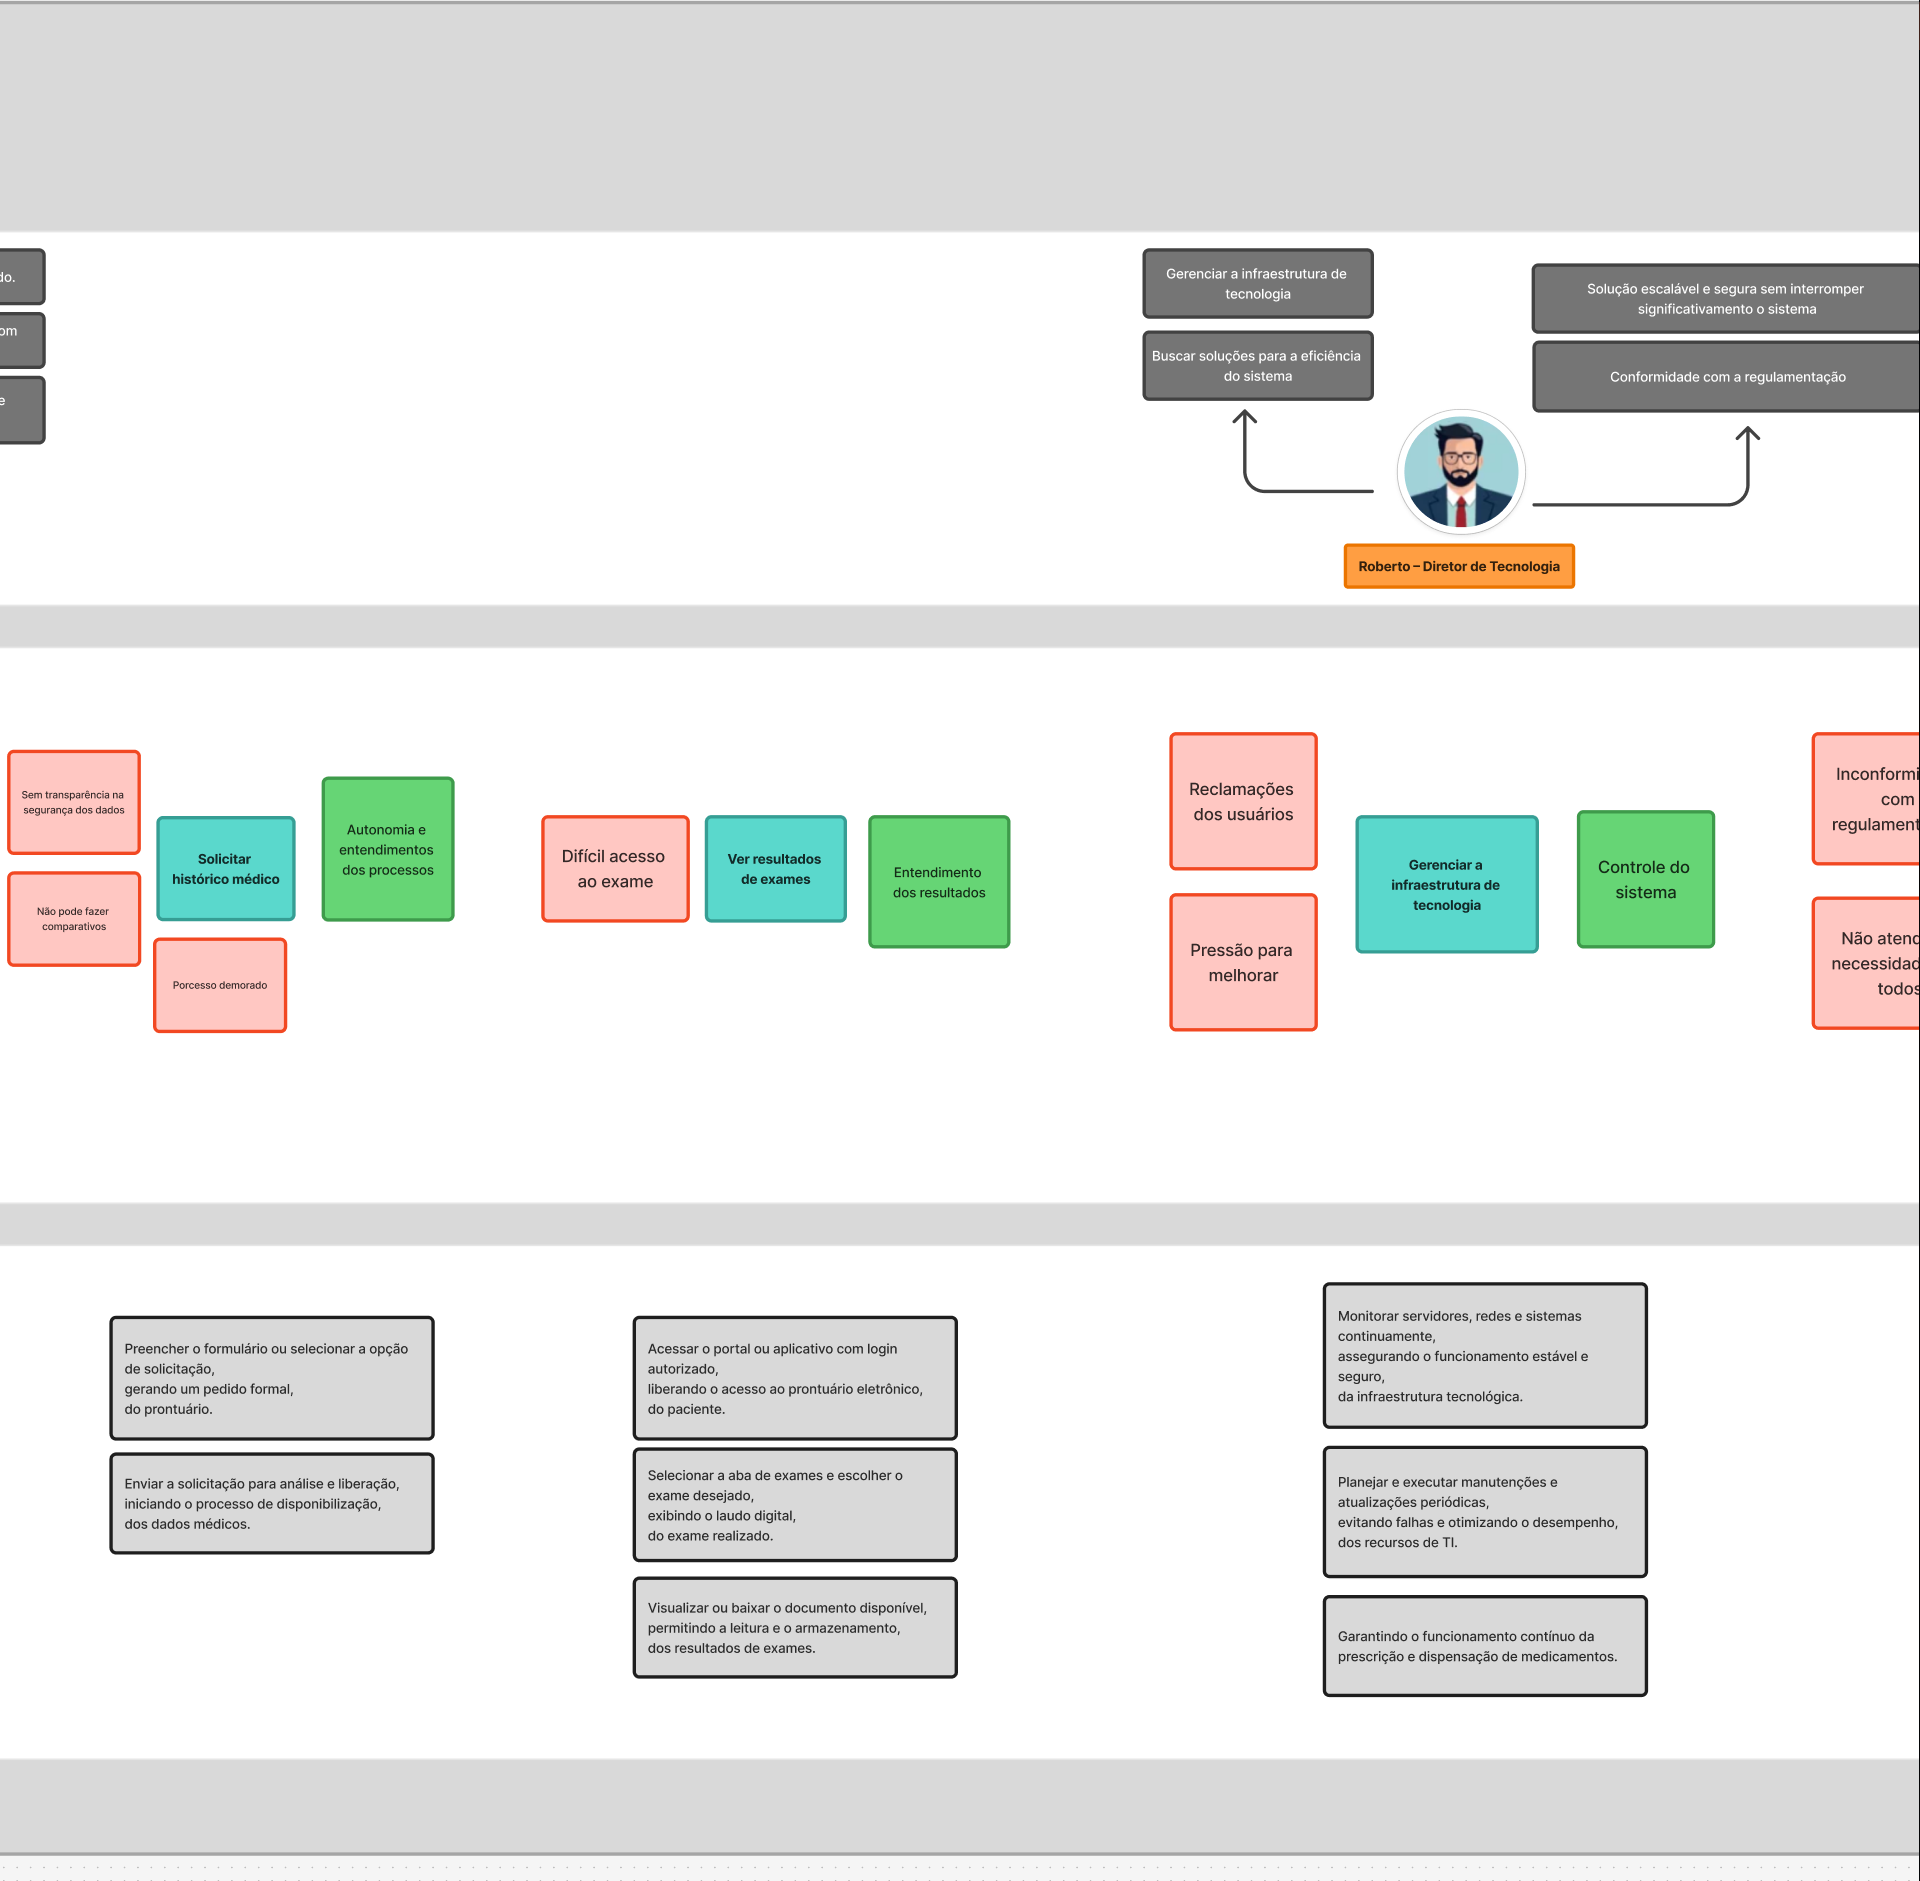 do.
om
e
Gerenciar a infraestrutura de
tecnologia
Buscar soluções para a eficiência
do sistema
Solução escalável e segura sem interromper
significativamento o sistema
Conformidade com a regulamentação
Roberto – Diretor de Tecnologia
Sem transparência na
segurança dos dados
Não pode fazer
comparativos
Solicitar
histórico médico
Porcesso demorado
Autonomia e
entendimentos
dos processos
Difícil acesso
ao exame
Ver resultados
de exames
Entendimento
dos resultados
Reclamações
dos usuários
Pressão para
melhorar
Gerenciar a
infraestrutura de
tecnologia
Controle do
sistema
Inconformi
com
regulament
Não atend
necessidad
todos
Preencher o formulário ou selecionar a opção
de solicitação,
gerando um pedido formal,
do prontuário.
Enviar a solicitação para análise e liberação,
iniciando o processo de disponibilização,
dos dados médicos.
Acessar o portal ou aplicativo com login
autorizado,
liberando o acesso ao prontuário eletrônico,
do paciente.
Selecionar a aba de exames e escolher o
exame desejado,
exibindo o laudo digital,
do exame realizado.
Visualizar ou baixar o documento disponível,
permitindo a leitura e o armazenamento,
dos resultados de exames.
Monitorar servidores, redes e sistemas
continuamente,
assegurando o funcionamento estável e
seguro,
da infraestrutura tecnológica.
Planejar e executar manutenções e
atualizações periódicas,
evitando falhas e otimizando o desempenho,
dos recursos de TI.
Garantindo o funcionamento contínuo da
prescrição e dispensação de medicamentos.